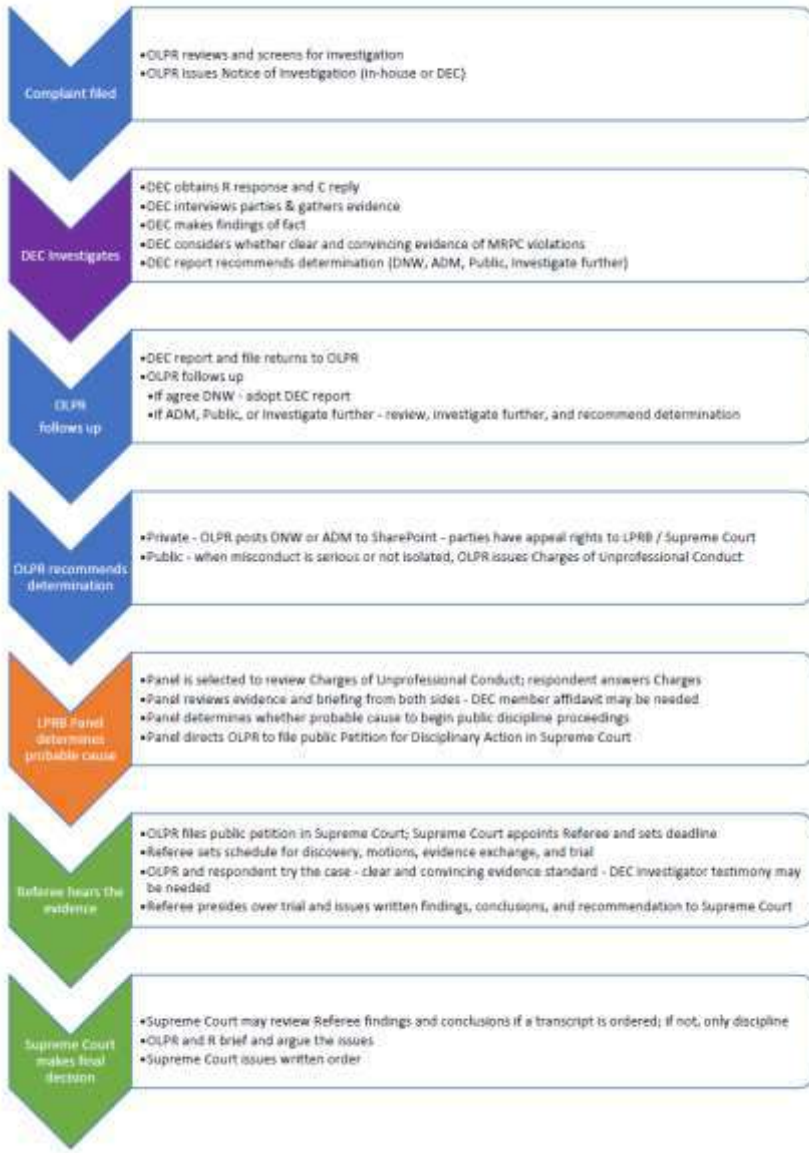 Complaint filed
•OLPR reviews and screens for investigation
•OLPR issues Notice of Investigation (in-house or DEC)
DEC Investigates
•DEC obtains R response and C reply
•DEC interviews parties & gathers evidence
•DEC makes findings of fact
•DEC considers whether clear and convincing evidence of MRPC violations
•DEC report recommends determination (DNW, ADM, Public, Investigate further)
OLPR
follows up
•DEC report and file returns to OLPR
•OLPR follows up
•If agree DNW - adopt DEC report
•If ADM, Public, or Investigate further - review, investigate further, and recommend determination
OLPR recommends
determination
•Private - OLPR posts DNW or ADM to SharePoint - parties have appeal rights to LPRB / Supreme Court
•Public - when misconduct is serious or not isolated, OLPR issues Charges of Unprofessional Conduct
LPRB Panel
determines
probable cause
•Panel is selected to review Charges of Unprofessional Conduct; respondent answers Charges
•Panel reviews evidence and briefing from both sides - DEC member affidavit may be needed
•Panel determines whether probable cause to begin public discipline proceedings
•Panel directs OLPR to file public Petition for Disciplinary Action in Supreme Court
Referee hears the
evidence
•OLPR files public petition in Supreme Court; Supreme Court appoints Referee and sets deadline
•Referee sets schedule for discovery, motions, evidence exchange, and trial
•OLPR and respondent try the case - clear and convincing evidence standard - DEC investigator testimony may
be needed
•Referee presides over trial and issues written findings, conclusions, and recommendation to Supreme Court
Supreme Court
makes final
decision
•Supreme Court may review Referee findings and conclusions if a transcript is ordered; if not, only discipline
•OLPR and R brief and argue the issues
•Supreme Court issues written order